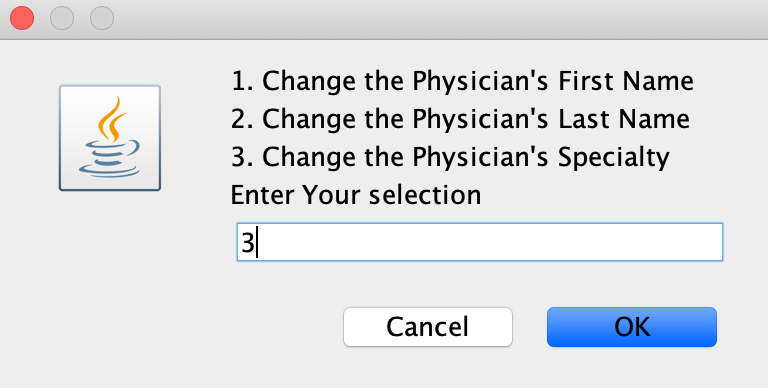 1. Change the Physician's First Name
2. Change the Physician's Last Name
3. Change the Physician's Specialty
Enter Your selection
3
Cancel OK